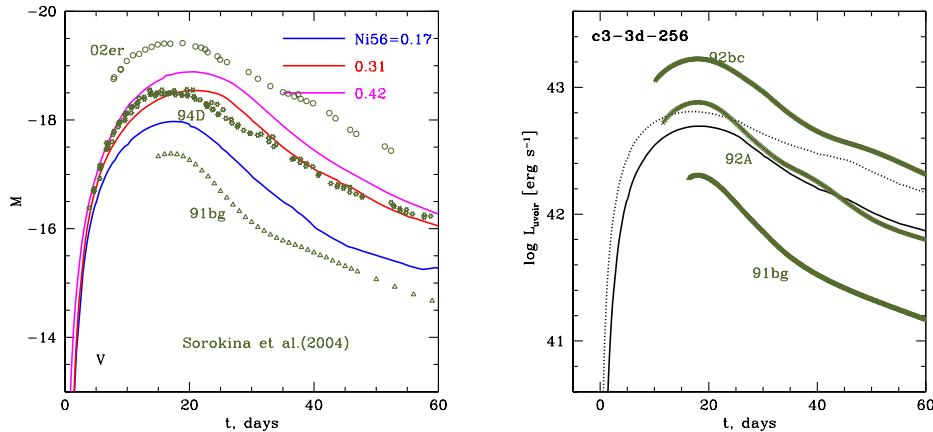 -20
-18
-16
-14
M
02er
94D
91bg
Ni56=0.17
0.31
0.42
Sorokina et al.(2004)
V
0
20
40
60
t, days
c3-3d-256
43
42
41
log L_uvoir [erg s⁻¹]
92bc
92A
91bg
0
20
40
60
t, days